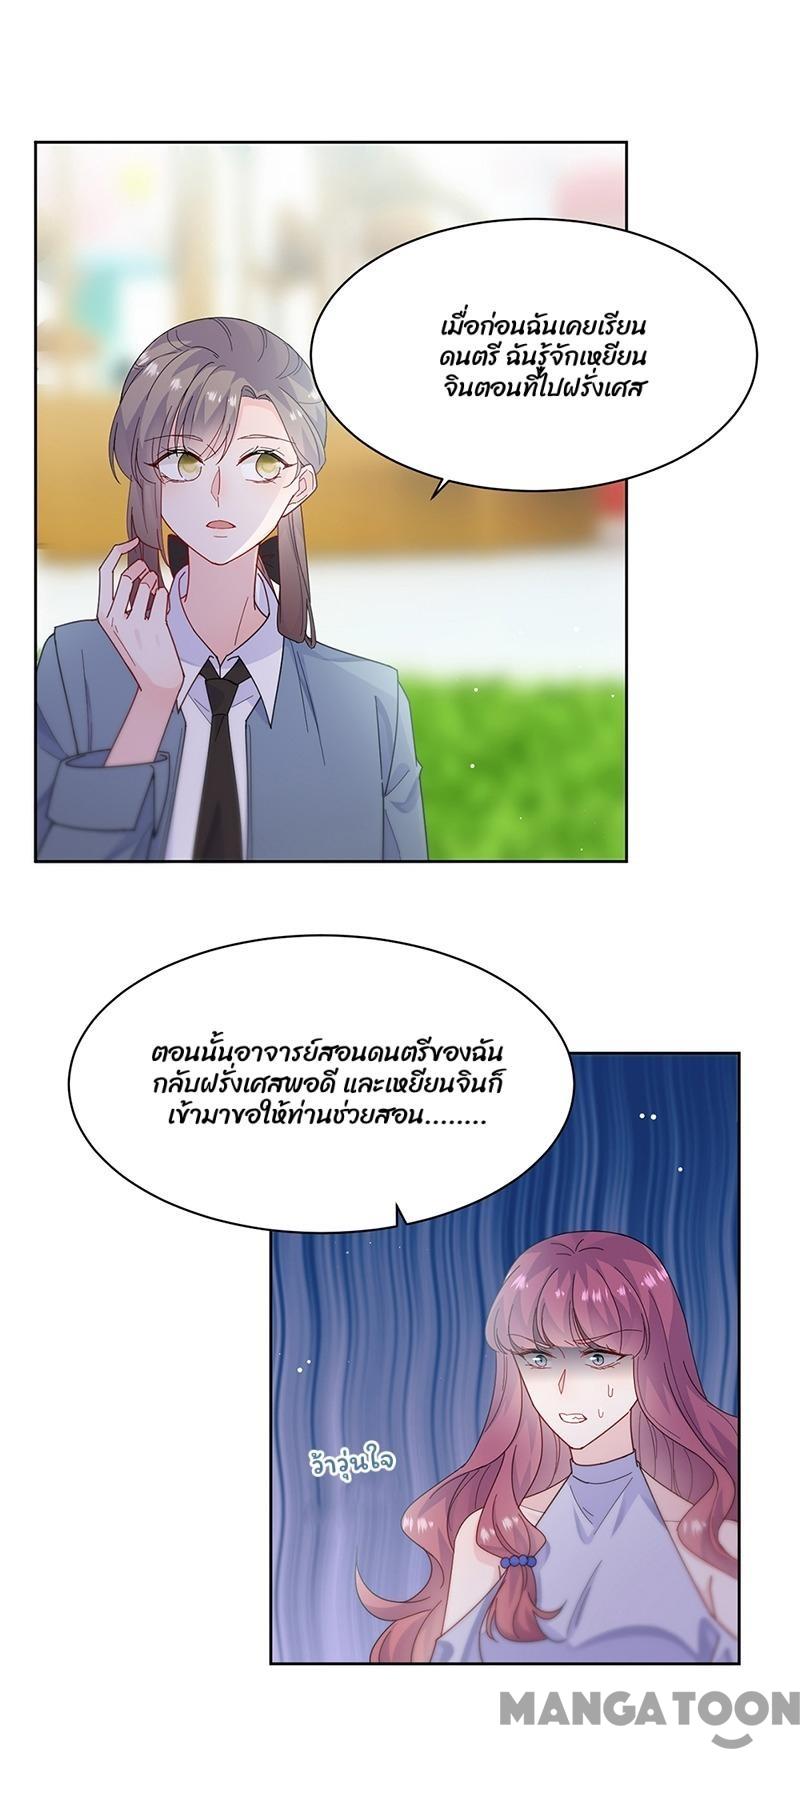 เมื่อก่อนฉันเคยเรียน
ดนตรี ฉันรู้จักเหยียน
จินตอนที่ไปฝรั่งเศส
ตอนนั้นอาจารย์สอนดนตรีของฉัน
กลับฝรั่งเศสพอดี และเหยียนจินก็
เข้ามาขอให้ท่านช่วยสอน........
ว้าวุ่นใจ
MANGATOON